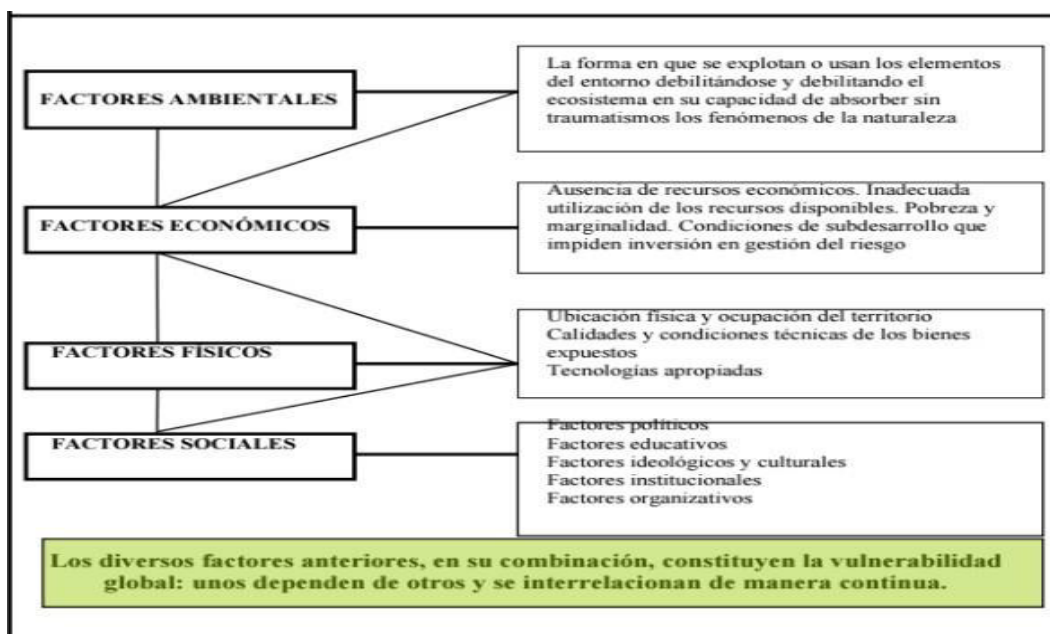 FACTORES AMBIENTALES
La forma en que se explotan o usan los elementos
del entorno debilitándose y debilitando el
ecosistema en su capacidad de absorber sin
traumatismos los fenómenos de la naturaleza
FACTORES ECONÓMICOS
Ausencia de recursos económicos. Inadecuada
utilización de los recursos disponibles. Pobreza y
marginalidad. Condiciones de subdesarrollo que
impiden inversión en gestión del riesgo
FACTORES FÍSICOS
Ubicación física y ocupación del territorio
Calidades y condiciones técnicas de los bienes
expuestos
Tecnologías apropiadas
FACTORES SOCIALES
Factores políticos
Factores educativos
Factores ideológicos y culturales
Factores institucionales
Factores organizativos
Los diversos factores anteriores, en su combinación, constituyen la vulnerabilidad
global: unos dependen de otros y se interrelacionan de manera continua.